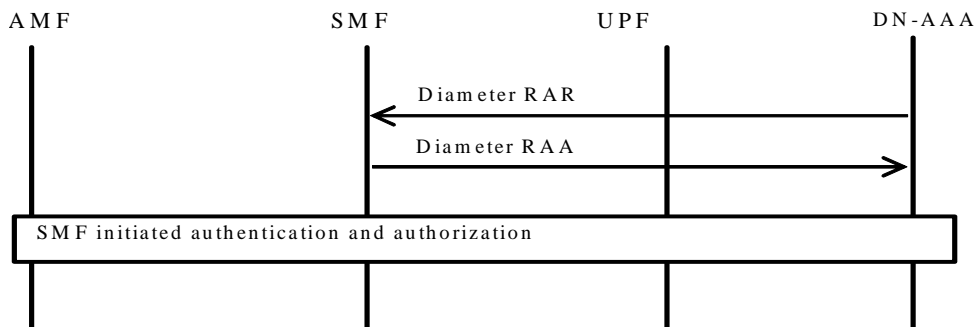 AMF
SMF
UPF
DN-AAA
Diameter RAR
Diameter RAA
SMF initiated authentication and authorization